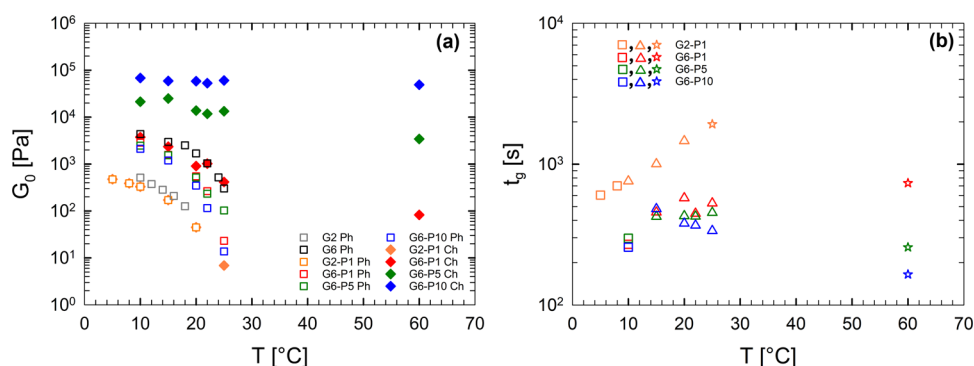 (a)
10⁶
10⁵
10⁴
10³
10²
10¹
10⁰
G₀ [Pa]
G2 Ph
G6 Ph
G2-P1 Ph
G6-P1 Ph
G6-P5 Ph
G6-P10 Ph
G2-P1 Ch
G6-P1 Ch
G6-P5 Ch
G6-P10 Ch
0 10 20 30 40 50 60 70
T [°C]
(b)
10⁴
10³
10²
t_g [s]
G2-P1
G6-P1
G6-P5
G6-P10
0 10 20 30 40 50 60 70
T [°C]